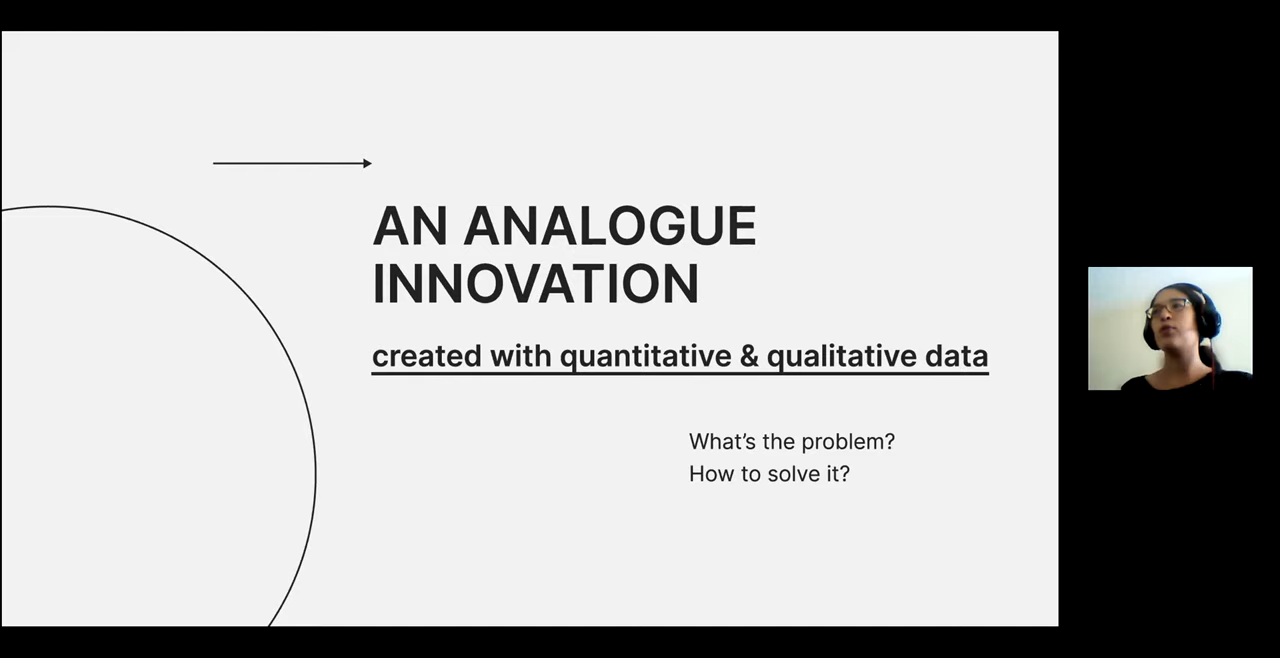 AN ANALOGUE
INNOVATION
created with quantitative & qualitative data
What’s the problem?
How to solve it?